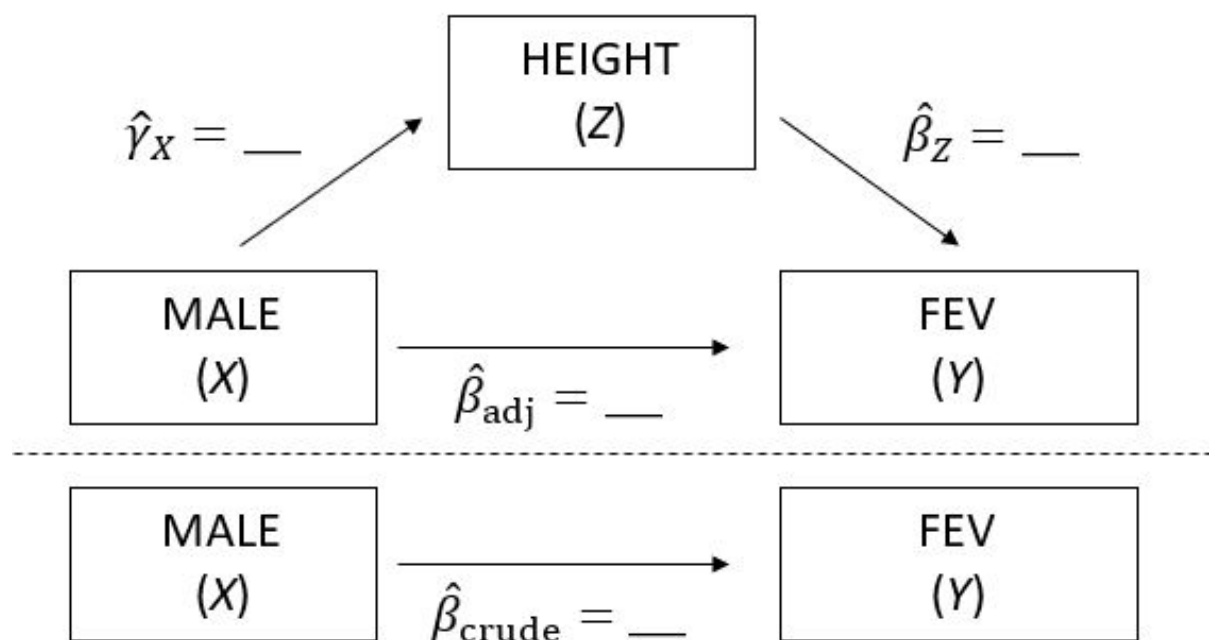 HEIGHT
(Z)
γ̂_X = __
β̂_Z = __
MALE
(X)
FEV
(Y)
β̂_adj = __
MALE
(X)
FEV
(Y)
β̂_crude = __